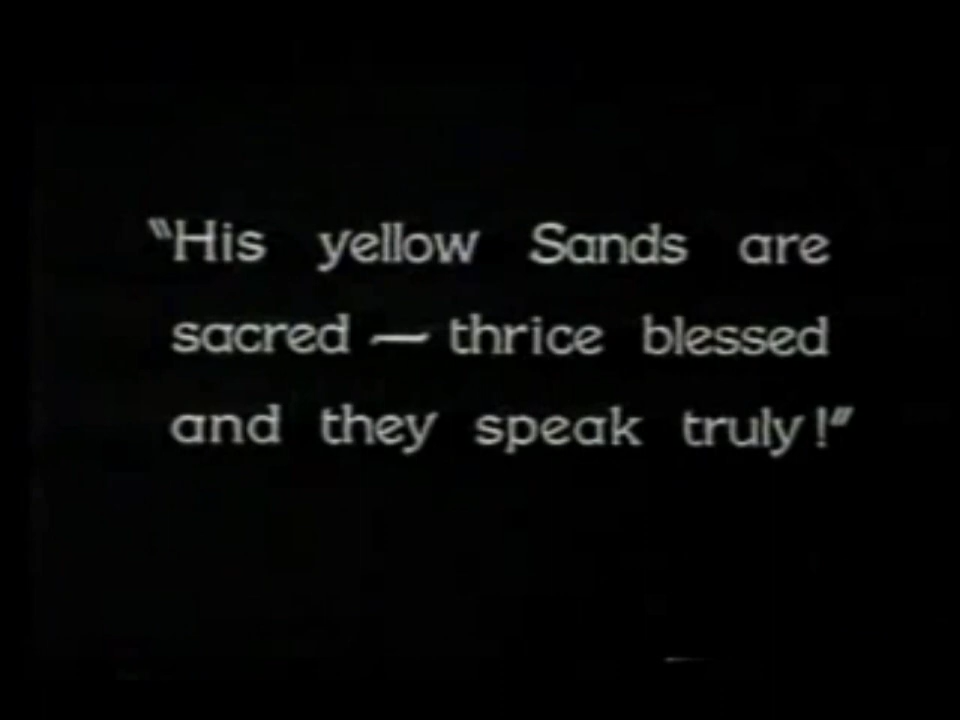 "His yellow Sands are
sacred — thrice blessed
and they speak truly!"